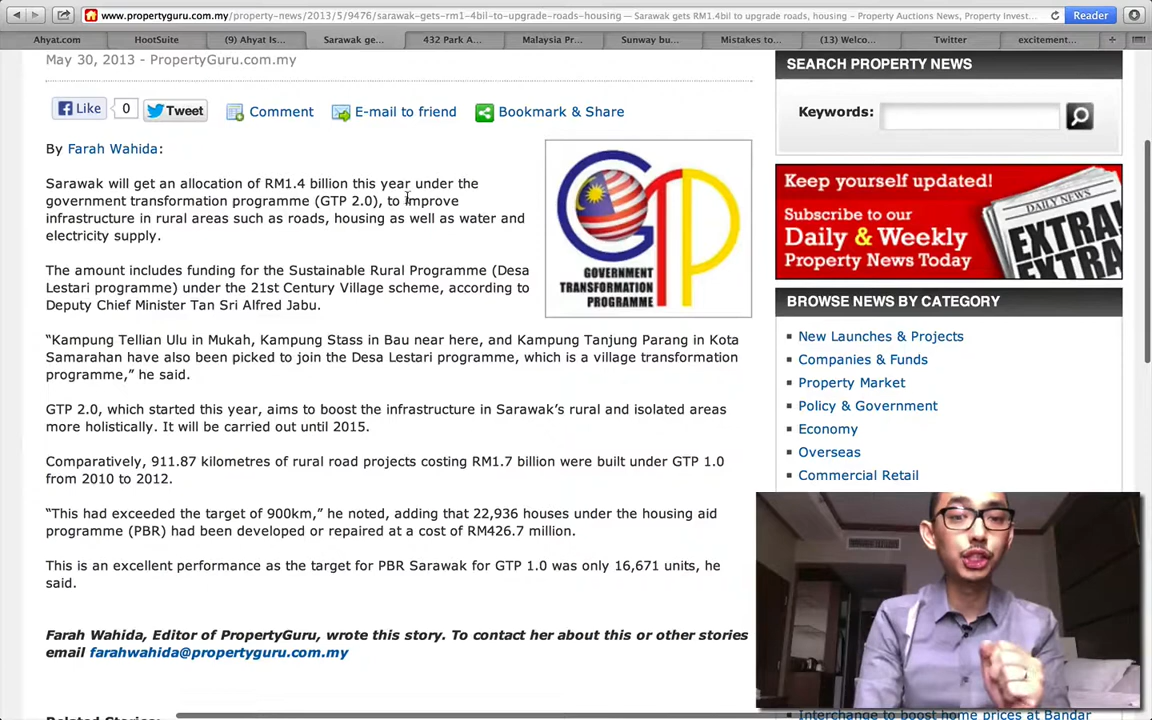 www.propertyguru.com.my/property-news/2013/5/9476/sarawak-gets-rm1-4bil-to-upgrade-roads-housing — Sarawak gets RM1.4bil to upgrade roads, housing - Property Auctions News, Property Invest...
Reader
Ahyat.com
HootSuite
(9) Ahyat Is...
Sarawak ge...
432 Park A...
Malaysia Pr...
Sunway bu...
Mistakes to...
(13) Welco...
Twitter
excitement...
May 30, 2013 - PropertyGuru.com.my
Like
0
Tweet
Comment
E-mail to friend
Bookmark & Share
By Farah Wahida:
Sarawak will get an allocation of RM1.4 billion this year under the
government transformation programme (GTP 2.0), to improve
infrastructure in rural areas such as roads, housing as well as water and
electricity supply.
The amount includes funding for the Sustainable Rural Programme (Desa
Lestari programme) under the 21st Century Village scheme, according to
Deputy Chief Minister Tan Sri Alfred Jabu.
GTP
GOVERNMENT
TRANSFORMATION
PROGRAMME
“Kampung Tellian Ulu in Mukah, Kampung Stass in Bau near here, and Kampung Tanjung Parang in Kota
Samarahan have also been picked to join the Desa Lestari programme, which is a village transformation
programme,” he said.
GTP 2.0, which started this year, aims to boost the infrastructure in Sarawak’s rural and isolated areas
more holistically. It will be carried out until 2015.
Comparatively, 911.87 kilometres of rural road projects costing RM1.7 billion were built under GTP 1.0
from 2010 to 2012.
“This had exceeded the target of 900km,” he noted, adding that 22,936 houses under the housing aid
programme (PBR) had been developed or repaired at a cost of RM426.7 million.
This is an excellent performance as the target for PBR Sarawak for GTP 1.0 was only 16,671 units, he
said.
Farah Wahida, Editor of PropertyGuru, wrote this story. To contact her about this or other stories
email farahwahida@propertyguru.com.my
Related Stories:
SEARCH PROPERTY NEWS
Keywords:
Keep yourself updated!
Subscribe to our
Daily & Weekly
Property News Today
DAILY NEWS
EXTRA!
EXTRA
BROWSE NEWS BY CATEGORY
New Launches & Projects
Companies & Funds
Property Market
Policy & Government
Economy
Overseas
Commercial Retail
Interchange to boost home prices at Bandar